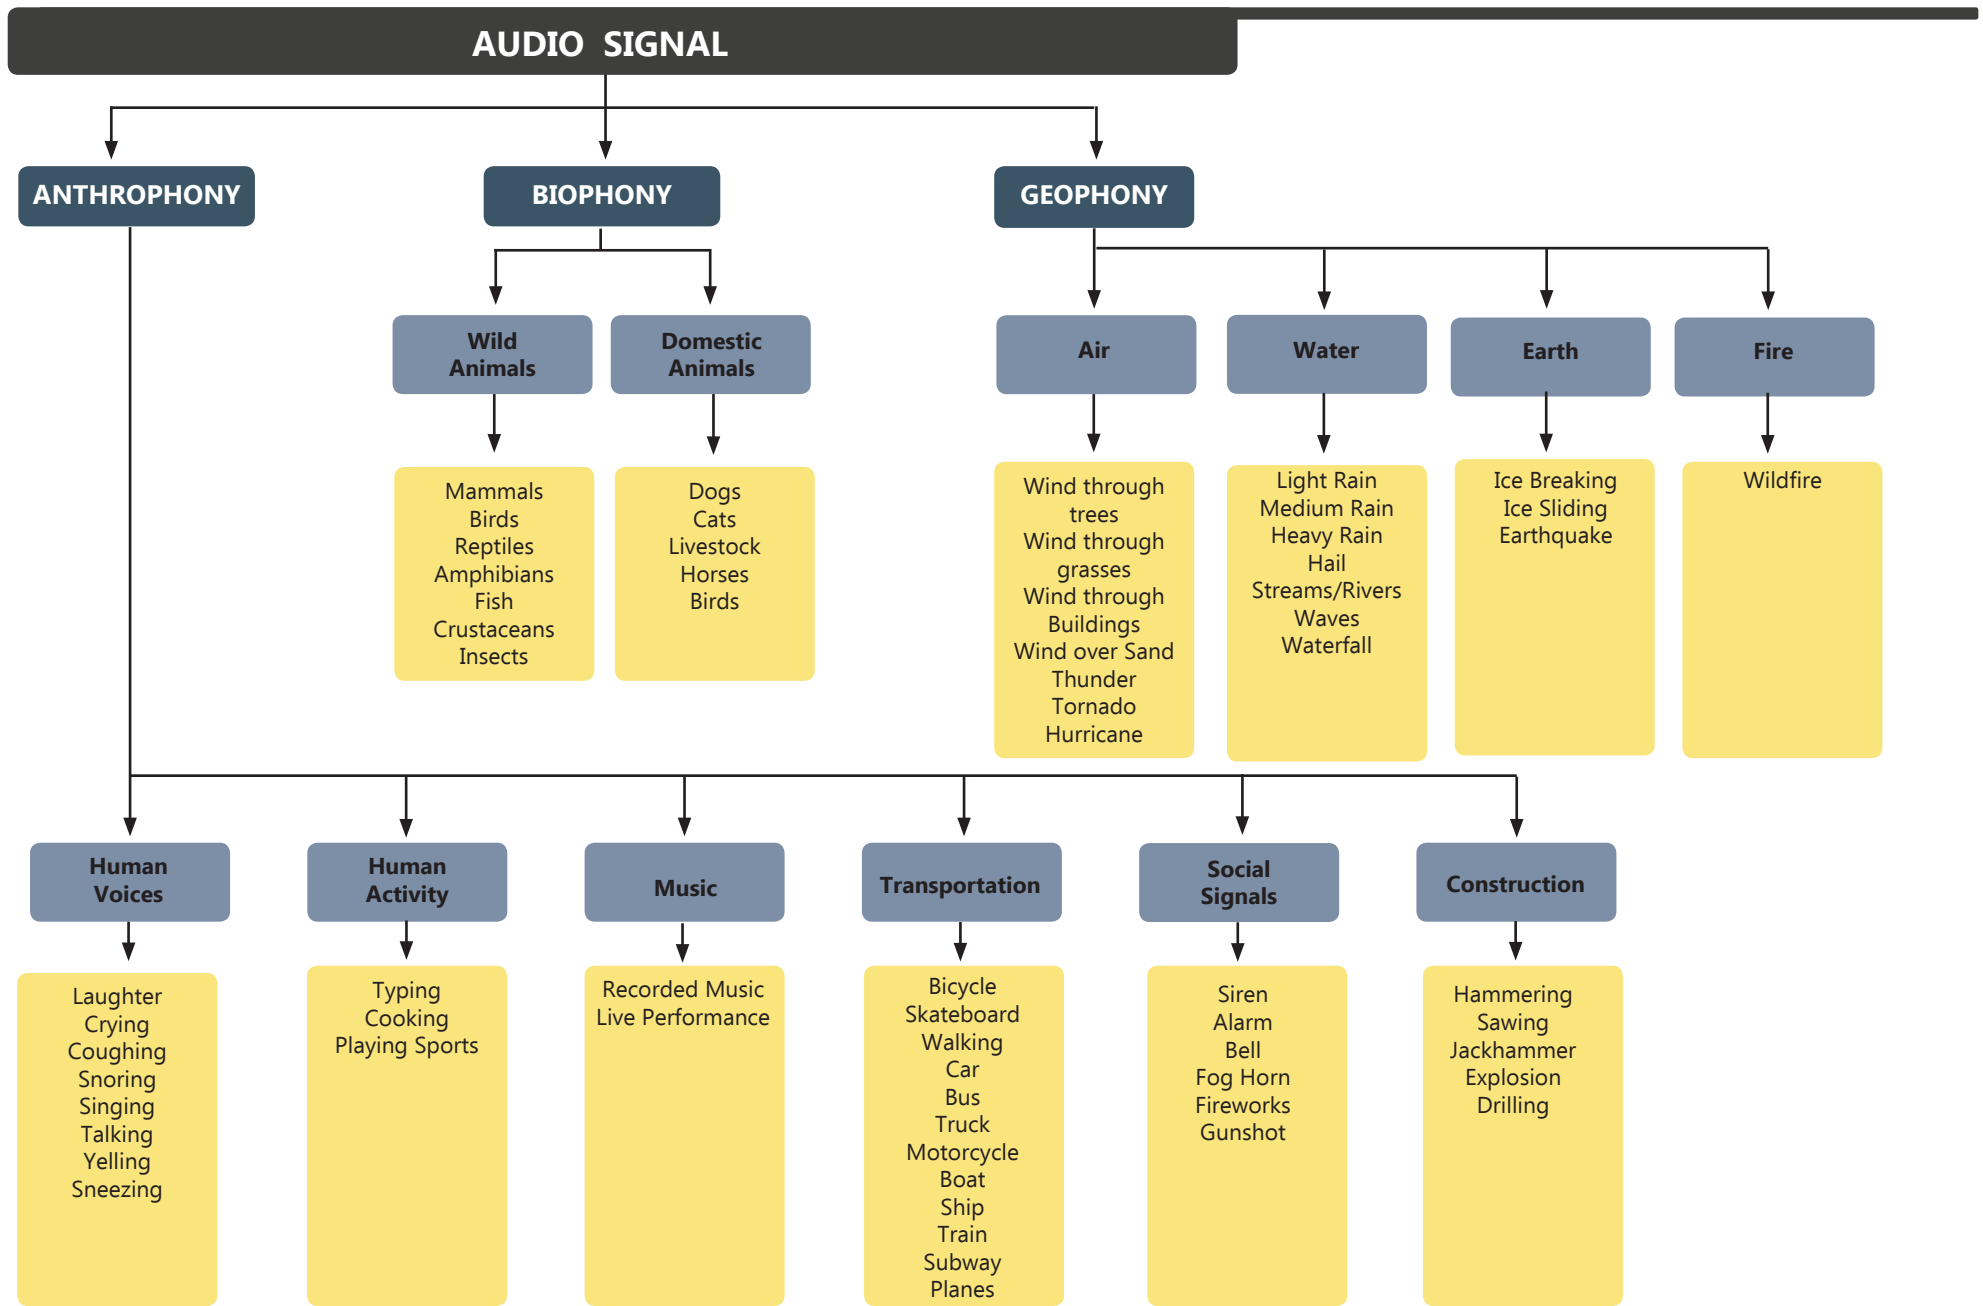 AUDIO SIGNAL
ANTHROPHONY
BIOPHONY
GEOPHONY
Wild
Animals
Domestic
Animals
Air
Water
Earth
Fire
Mammals
Birds
Reptiles
Amphibians
Fish
Crustaceans
Insects
Dogs
Cats
Livestock
Horses
Birds
Wind through
trees
Wind through
grasses
Wind through
Buildings
Wind over Sand
Thunder
Tornado
Hurricane
Light Rain
Medium Rain
Heavy Rain
Hail
Streams/Rivers
Waves
Waterfall
Ice Breaking
Ice Sliding
Earthquake
Wildfire
Human
Voices
Human
Activity
Music
Transportation
Social
Signals
Construction
Laughter
Crying
Coughing
Snoring
Singing
Talking
Yelling
Sneezing
Typing
Cooking
Playing Sports
Recorded Music
Live Performance
Bicycle
Skateboard
Walking
Car
Bus
Truck
Motorcycle
Boat
Ship
Train
Subway
Planes
Siren
Alarm
Bell
Fog Horn
Fireworks
Gunshot
Hammering
Sawing
Jackhammer
Explosion
Drilling